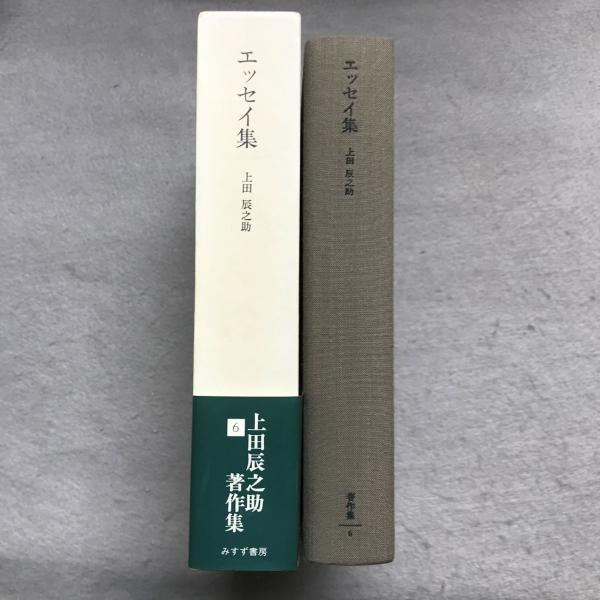 エッセイ集
上田 辰之助
6
上田辰之助
著作集
みすず書房
エッセイ集
上田 辰之助
著作集
6